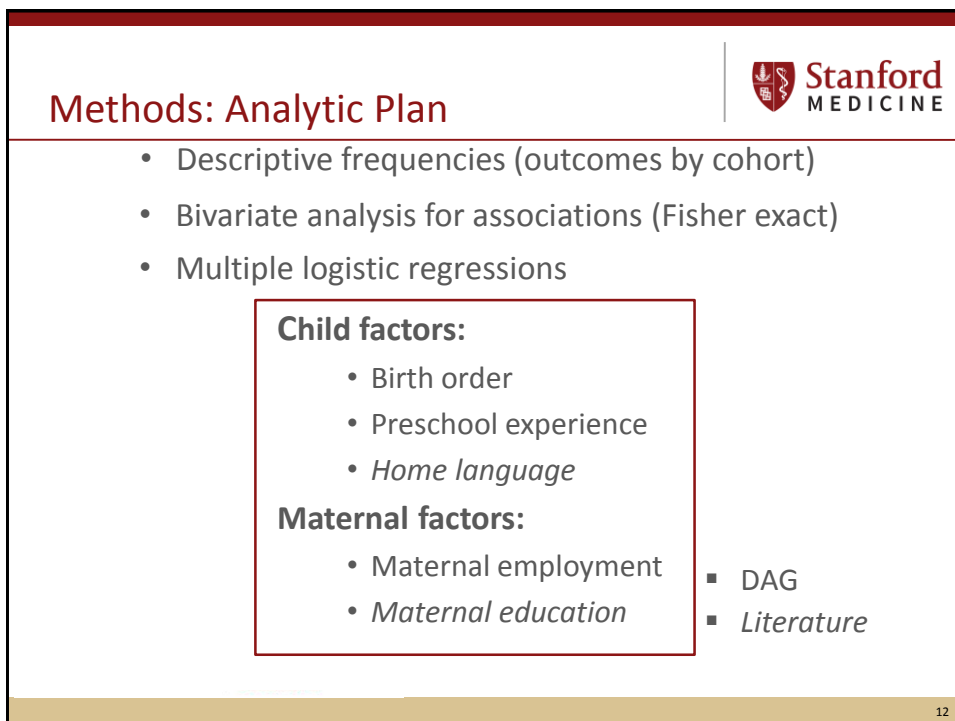 Stanford
MEDICINE
Methods: Analytic Plan
• Descriptive frequencies (outcomes by cohort)
• Bivariate analysis for associations (Fisher exact)
• Multiple logistic regressions
Child factors:
• Birth order
• Preschool experience
• Home language
Maternal factors:
• Maternal employment
• Maternal education
▪ DAG
▪ Literature
12